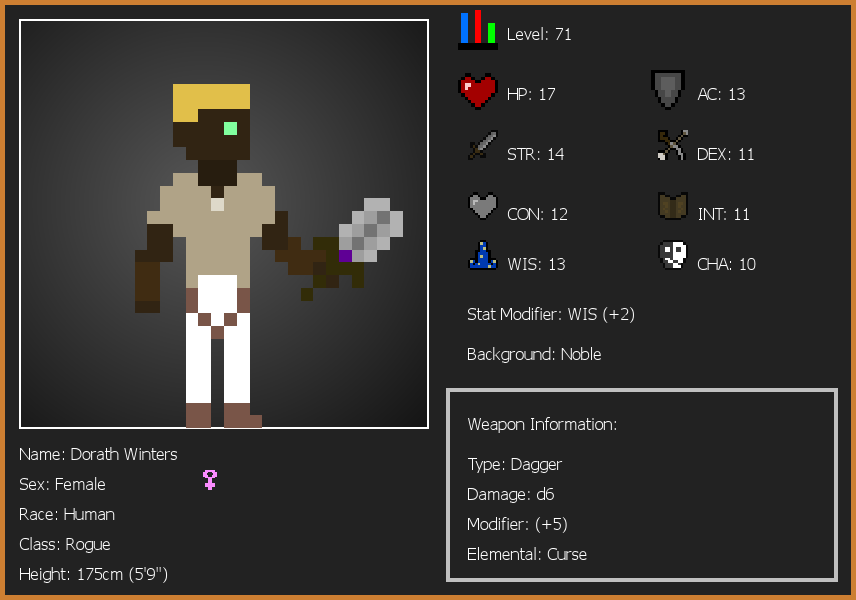 Level: 71
HP: 17
AC: 13
STR: 14
DEX: 11
CON: 12
INT: 11
WIS: 13
CHA: 10
Stat Modifier: WIS (+2)
Background: Noble
Weapon Information:
Type: Dagger
Damage: d6
Modifier: (+5)
Elemental: Curse
Name: Dorath Winters
Sex: Female
Race: Human
Class: Rogue
Height: 175cm (5'9")